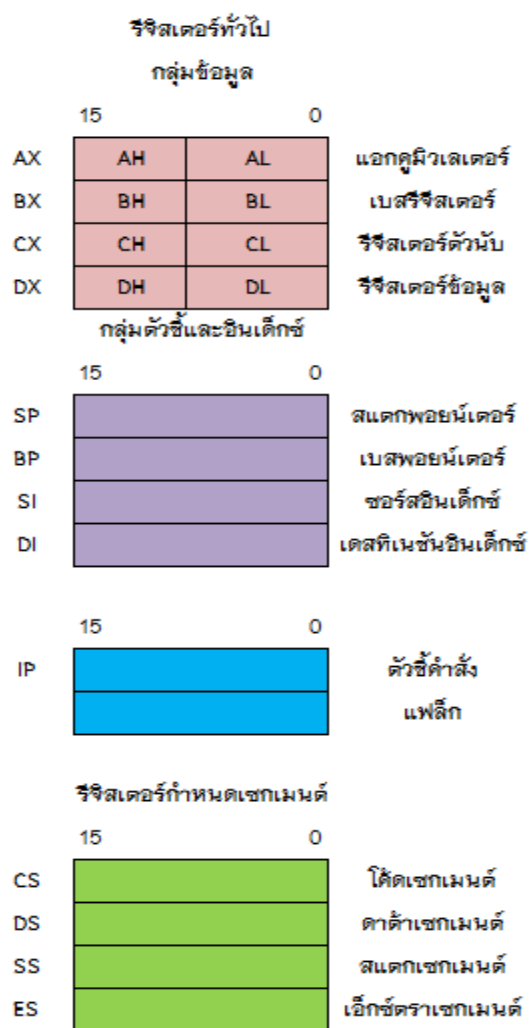 รีจิสเตอร์ทั่วไป
กลุ่มข้อมูล
15 0
AX AH AL แอกคูมิวเลเตอร์
BX BH BL เบสรีจีสเตอร์
CX CH CL รีจีสเตอร์ตัวนับ
DX DH DL รีจีสเตอร์ข้อมูล
กลุ่มตัวชี้และอินเด็กซ์
15 0
SP สแตกพอยน์เตอร์
BP เบสพอยน์เตอร์
SI ซอร์สอินเด็กซ์
DI เดสทิเนชันอินเด็กซ์
15 0
IP ตัวชี้คำสั่ง
แฟล็ก
รีจิสเตอร์กำหนดเซกเมนต์
15 0
CS โค้ดเซกเมนต์
DS ดาต้าเซกเมนต์
SS สแตกเซกเมนต์
ES เอ็กซ์ตราเซกเมนต์